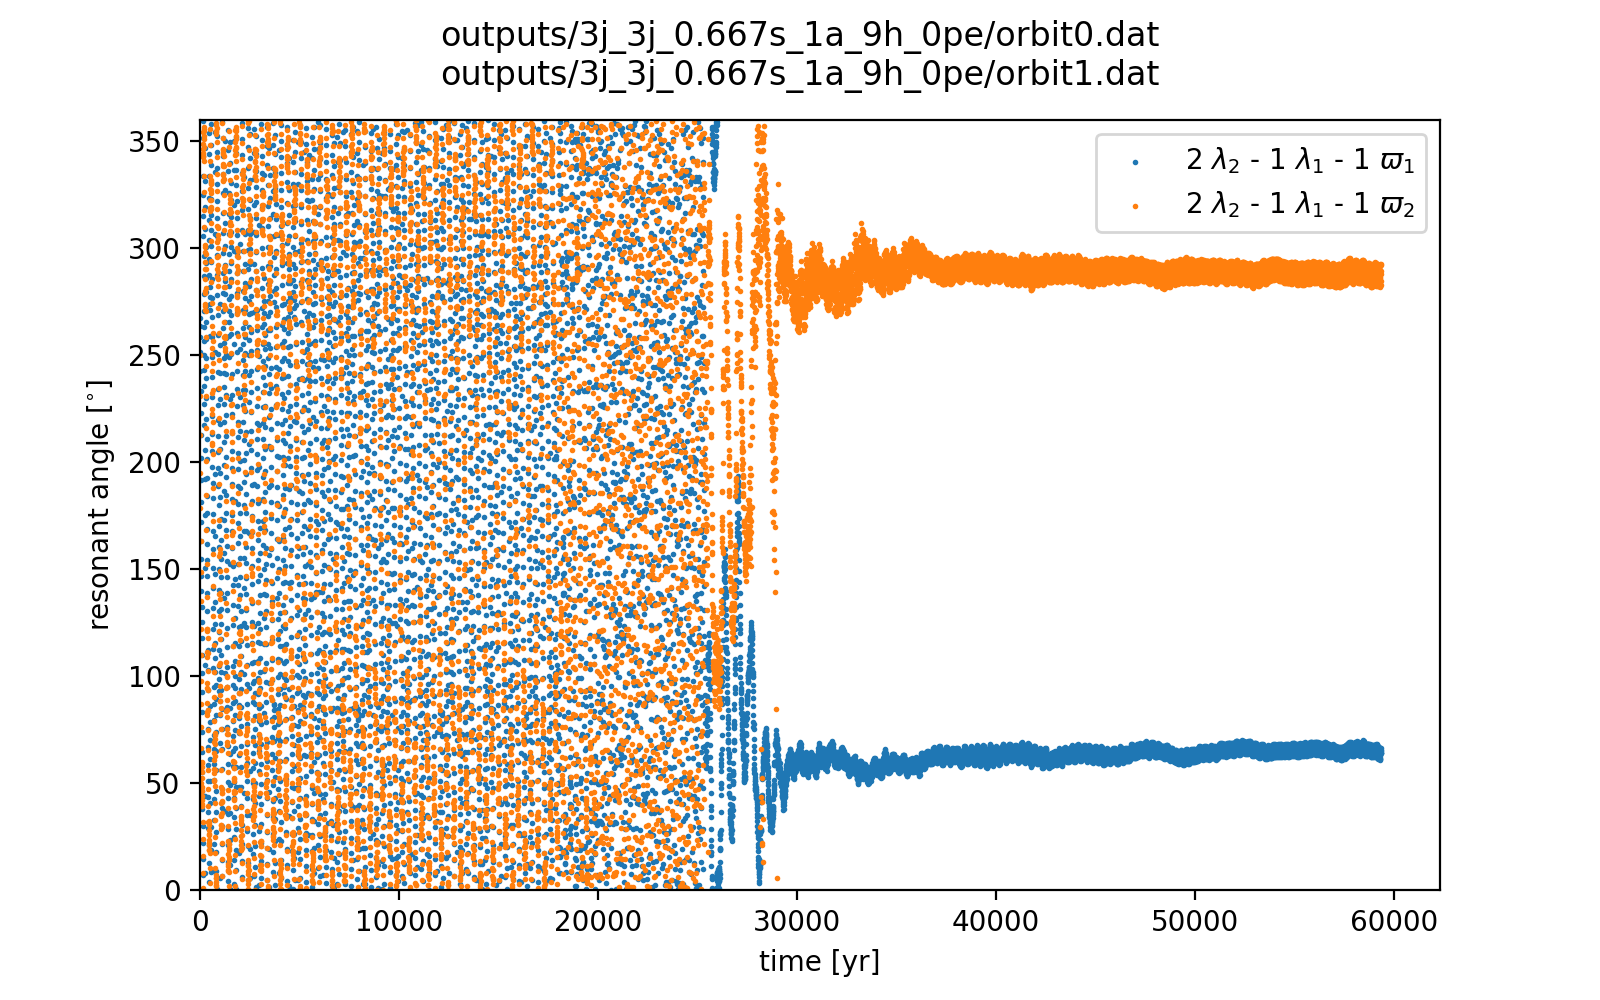 outputs/3j_3j_0.667s_1a_9h_0pe/orbit0.dat
outputs/3j_3j_0.667s_1a_9h_0pe/orbit1.dat
350
300
250
200
150
100
50
0
resonant angle [°]
2 λ₂ - 1 λ₁ - 1 ϖ₁
2 λ₂ - 1 λ₁ - 1 ϖ₂
0 10000 20000 30000 40000 50000 60000
time [yr]